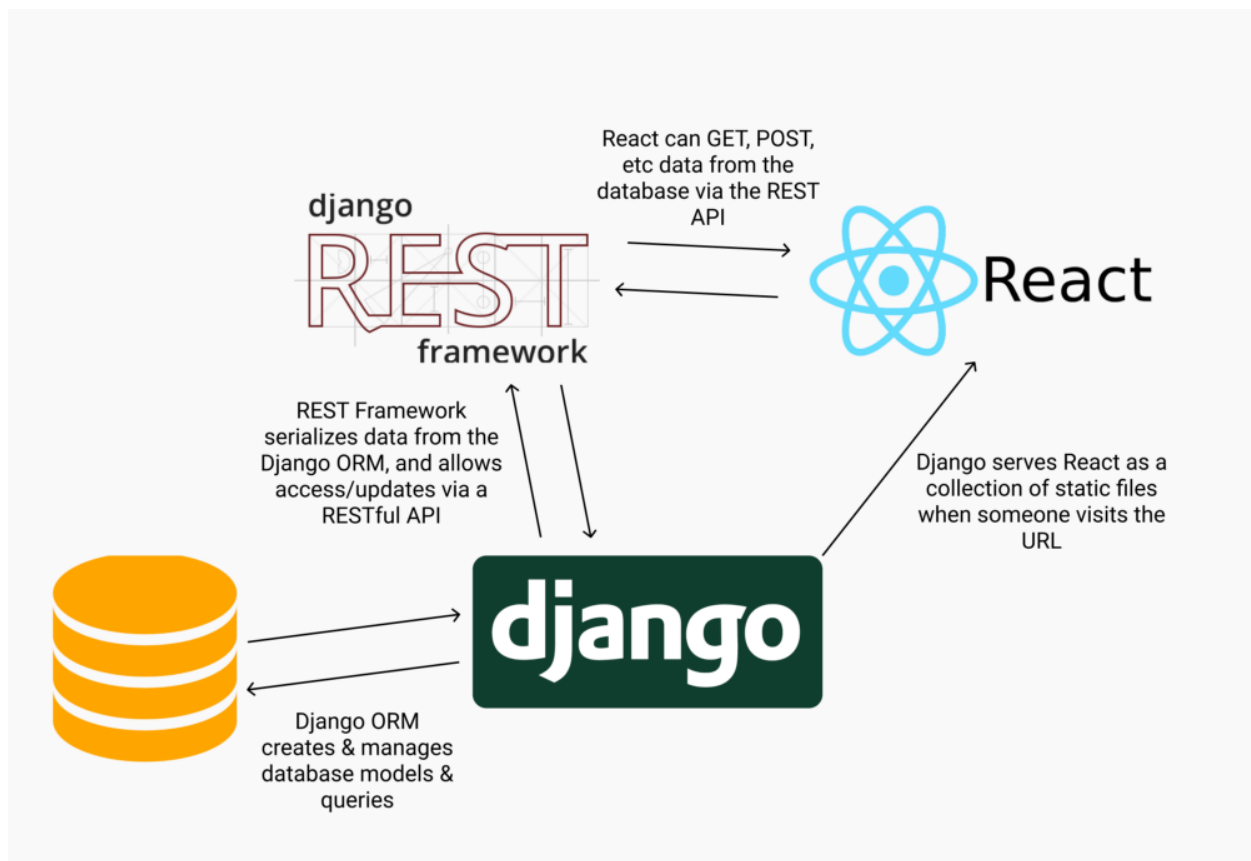 React can GET, POST,
etc data from the
database via the REST
API
django
REST
framework
React
REST Framework
serializes data from the
Django ORM, and allows
access/updates via a
RESTful API
Django serves React as a
collection of static files
when someone visits the
URL
django
Django ORM
creates & manages
database models &
queries